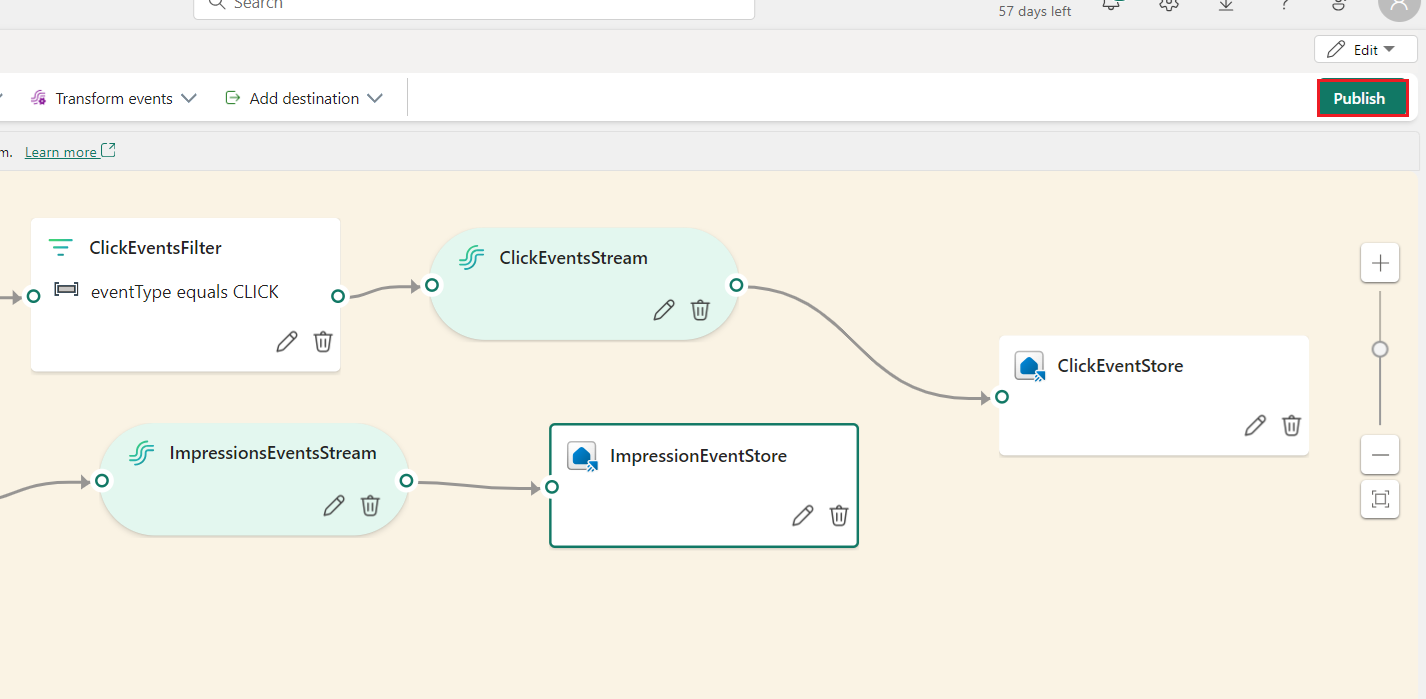 Search
57 days left
Edit
Transform events
Add destination
Publish
m. Learn more
ClickEventsFilter
eventType equals CLICK
ClickEventsStream
ClickEventStore
ImpressionsEventsStream
ImpressionEventStore